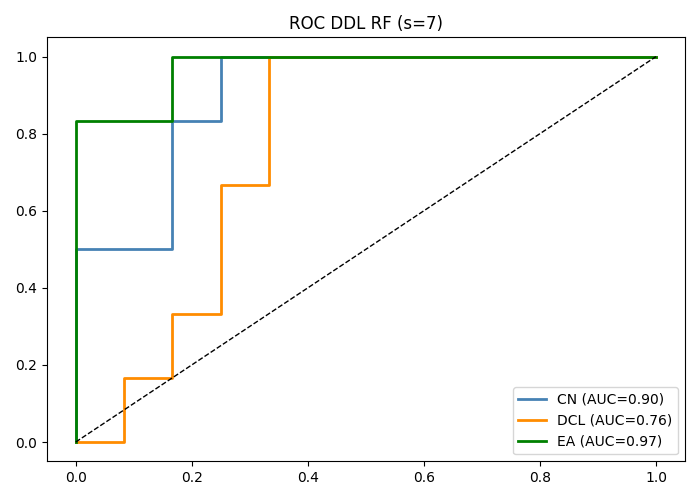 ROC DDL RF (s=7)
1.0
0.8
0.6
0.4
0.2
0.0
CN (AUC=0.90)
DCL (AUC=0.76)
EA (AUC=0.97)
0.0 0.2 0.4 0.6 0.8 1.0